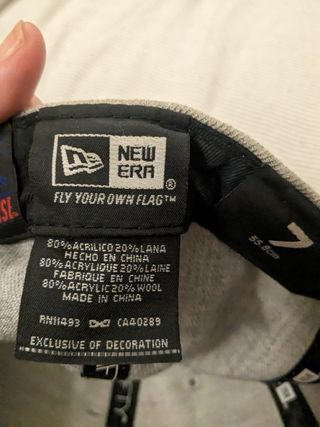 NEW
ERA®
FLY YOUR OWN FLAG™
80% ACRILICO 20% LANA
HECHO EN CHINA
80% ACRYLIQUE 20% LAINE
FABRIQUE EN CHINE
80% ACRYLIC 20% WOOL
MADE IN CHINA
RN11493 CA40289
EXCLUSIVE OF DECORATION
7
55.8cm